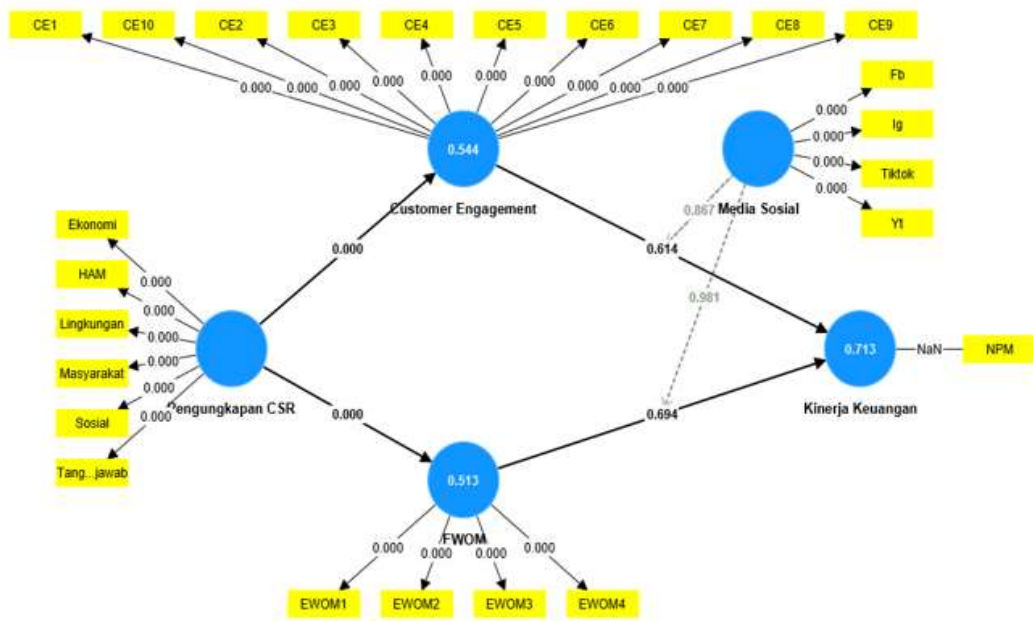 CE1 CE10 CE2 CE3 CE4 CE5 CE6 CE7 CE8 CE9
0.000 0.000 0.000 0.000 0.000 0.000 0.000 0.000 0.000 0.000
Fb
0.000
Ig
0.000
0.000
Tiktok
0.000
Yt
0.544
Customer Engagement
Media Sosial
0.867
0.614
0.981
0.000
Ekonomi
0.000
HAM
0.000
Lingkungan
0.000
Masyarakat
0.000
0.000
Sosial
0.000
Tang...jawab
Pengungkapan CSR
0.713
NaN
NPM
Kinerja Keuangan
0.000
0.694
0.513
EWOM
0.000 0.000 0.000 0.000
EWOM1 EWOM2 EWOM3 EWOM4